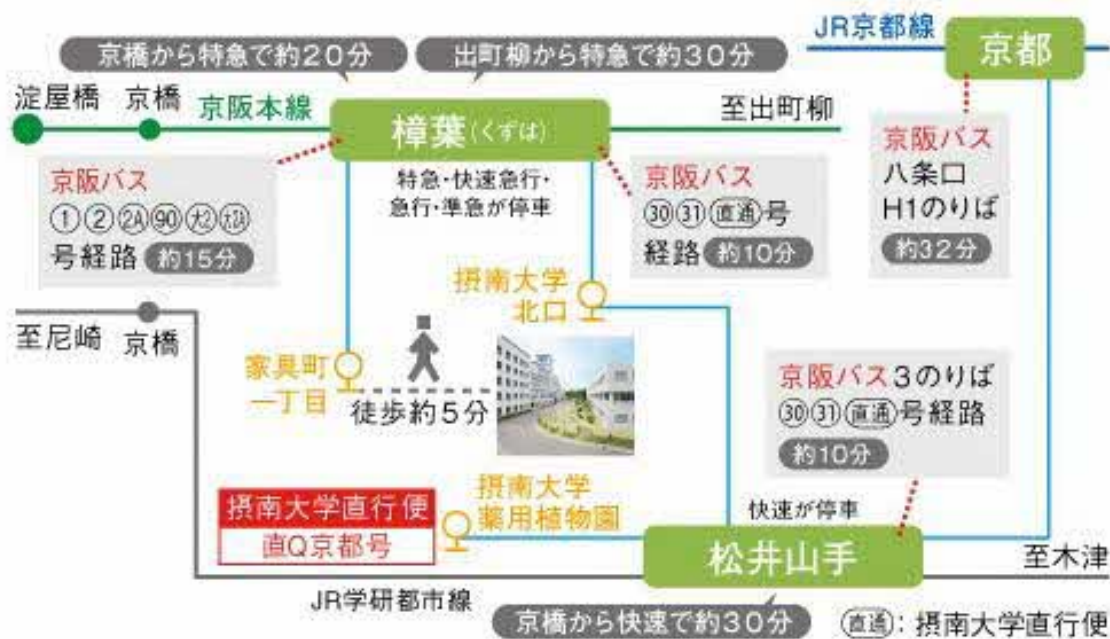 JR京都線
京都
京橋から特急で約20分
出町柳から特急で約30分
淀屋橋
京橋
京阪本線
樟葉(くずは)
至出町柳
特急・快速急行・
急行・準急が停車
京阪バス
①②2A90大2
号経路 約15分
京阪バス
30 31 直通号
経路 約10分
京阪バス
八条口
H1のりば
約32分
摂南大学
北口
至尼崎
京橋
家具町
一丁目
徒歩約5分
京阪バス3のりば
30 31 直通号経路
約10分
摂南大学直行便
直Q京都号
摂南大学
薬用植物園
快速が停車
松井山手
至木津
JR学研都市線
京橋から快速で約30分
直通:摂南大学直行便